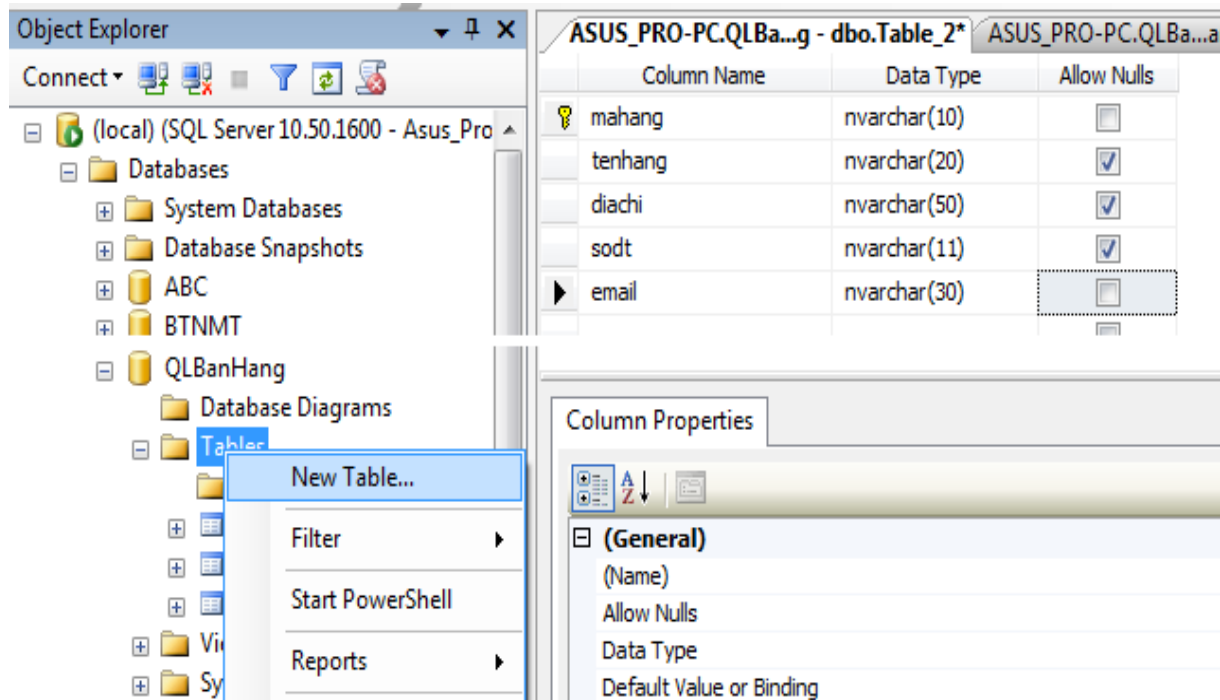 Object Explorer
Connect
(local) (SQL Server 10.50.1600 - Asus_Pro
Databases
System Databases
Database Snapshots
ABC
BTNMT
QLBanHang
Database Diagrams
Tables
New Table...
Filter
Start PowerShell
Reports
Vi
Sy
ASUS_PRO-PC.QLBa...g - dbo.Table_2* ASUS_PRO-PC.QLBa...a
Column Name Data Type Allow Nulls
mahang nvarchar(10)
tenhang nvarchar(20)
diachi nvarchar(50)
sodt nvarchar(11)
email nvarchar(30)
Column Properties
A
Z
(General)
(Name)
Allow Nulls
Data Type
Default Value or Binding